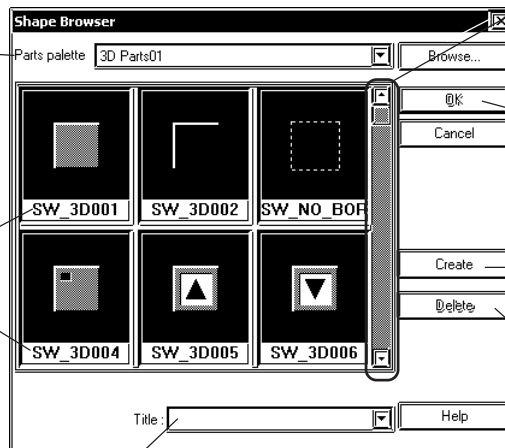 Shape Browser
Parts palette 3D Parts01 Browse...
OK
Cancel
SW_3D001 SW_3D002 SW_NO_BOR
Create
Delete
SW_3D004 SW_3D005 SW_3D006
Title : Help